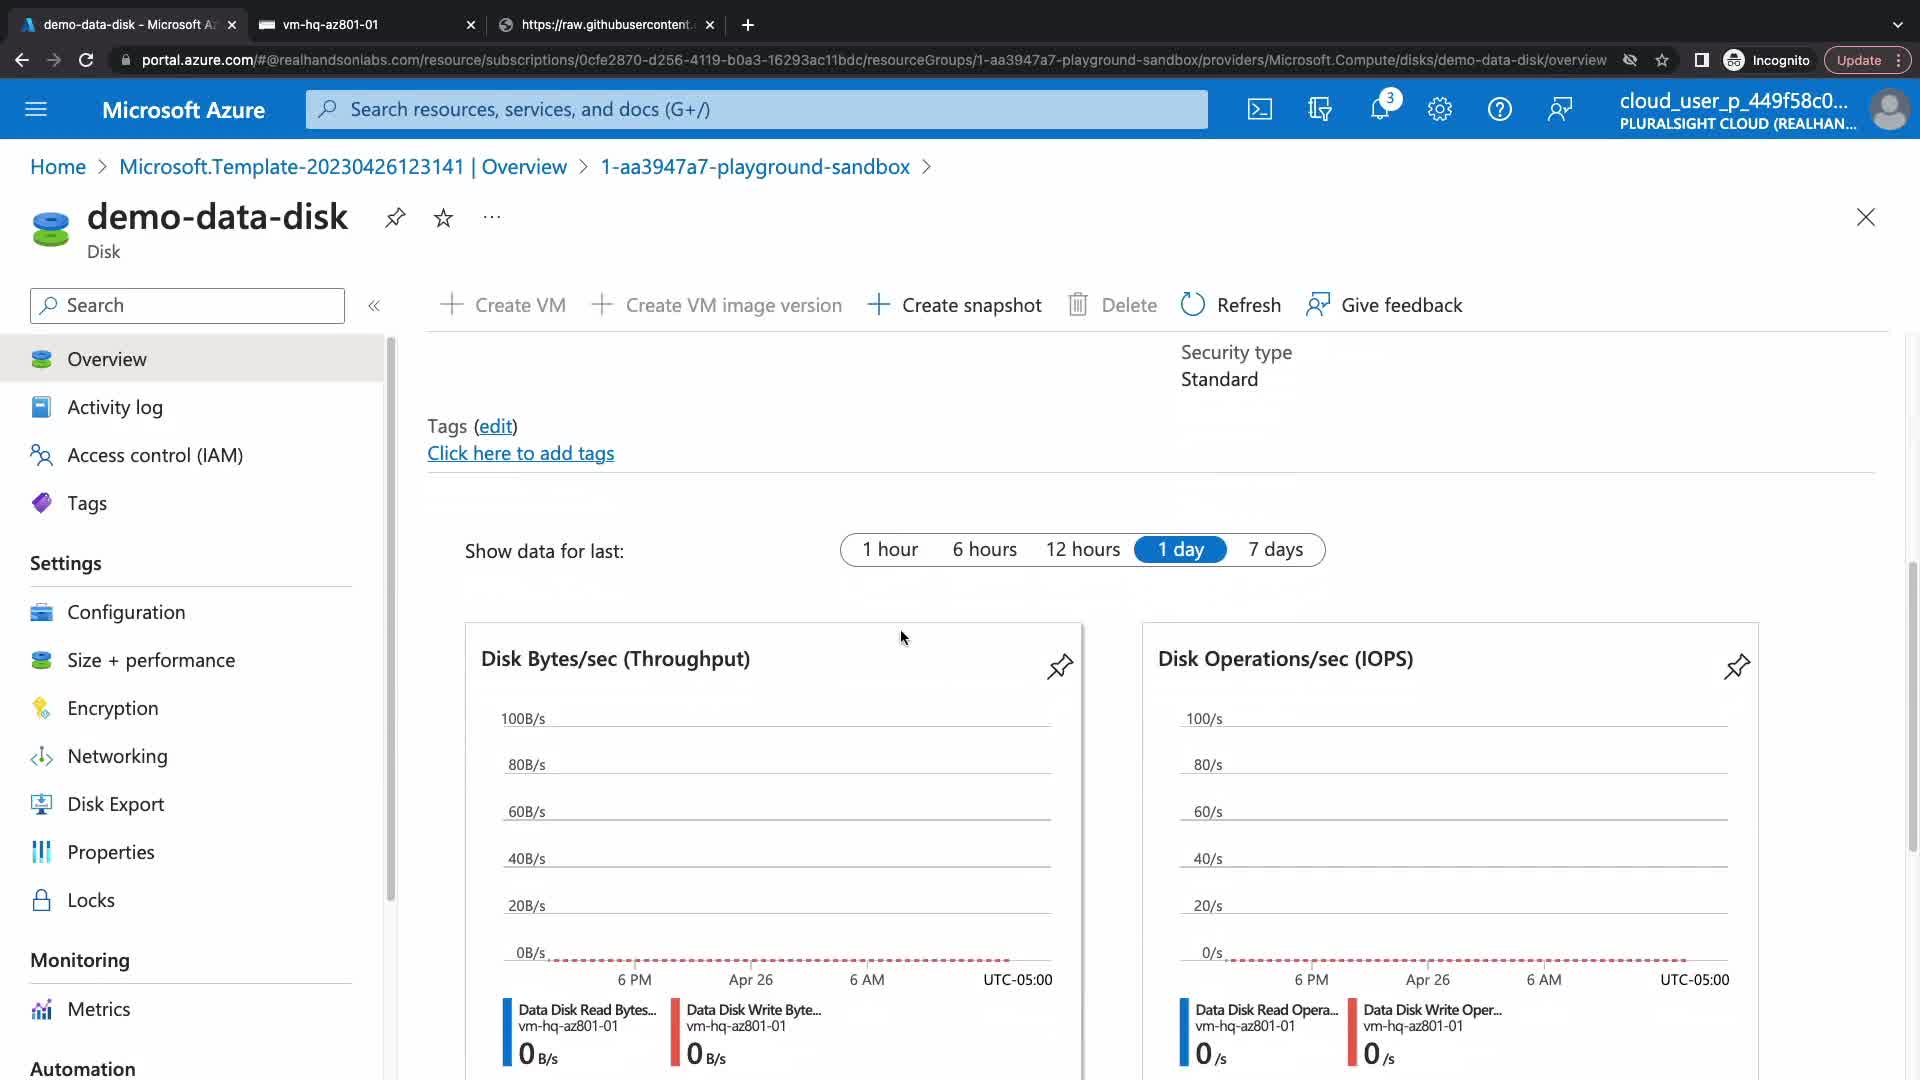 demo-data-disk - Microsoft Az
vm-hq-az801-01
https://raw.githubusercontent.
portal.azure.com/#@realhandsonlabs.com/resource/subscriptions/0cfe2870-d256-4119-b0a3-16293ac11bdc/resourceGroups/1-aa3947a7-playground-sandbox/providers/Microsoft.Compute/disks/demo-data-disk/overview
Incognito
Update
Microsoft Azure
Search resources, services, and docs (G+/)
3
cloud_user_p_449f58c0...
PLURALSIGHT CLOUD (REALHAN...
Home > Microsoft.Template-20230426123141 | Overview > 1-aa3947a7-playground-sandbox >
demo-data-disk
Disk
Search
Create VM
Create VM image version
Create snapshot
Delete
Refresh
Give feedback
Overview
Activity log
Access control (IAM)
Tags
Settings
Configuration
Size + performance
Encryption
Networking
Disk Export
Properties
Locks
Monitoring
Metrics
Automation
Security type
Standard
Tags (edit)
Click here to add tags
Show data for last:
1 hour
6 hours
12 hours
1 day
7 days
Disk Bytes/sec (Throughput)
100B/s
80B/s
60B/s
40B/s
20B/s
0B/s
6 PM
Apr 26
6 AM
UTC-05:00
Data Disk Read Bytes...
vm-hq-az801-01
0 B/s
Data Disk Write Byte...
vm-hq-az801-01
0 B/s
Disk Operations/sec (IOPS)
100/s
80/s
60/s
40/s
20/s
0/s
6 PM
Apr 26
6 AM
UTC-05:00
Data Disk Read Opera...
vm-hq-az801-01
0 /s
Data Disk Write Oper...
vm-hq-az801-01
0 /s